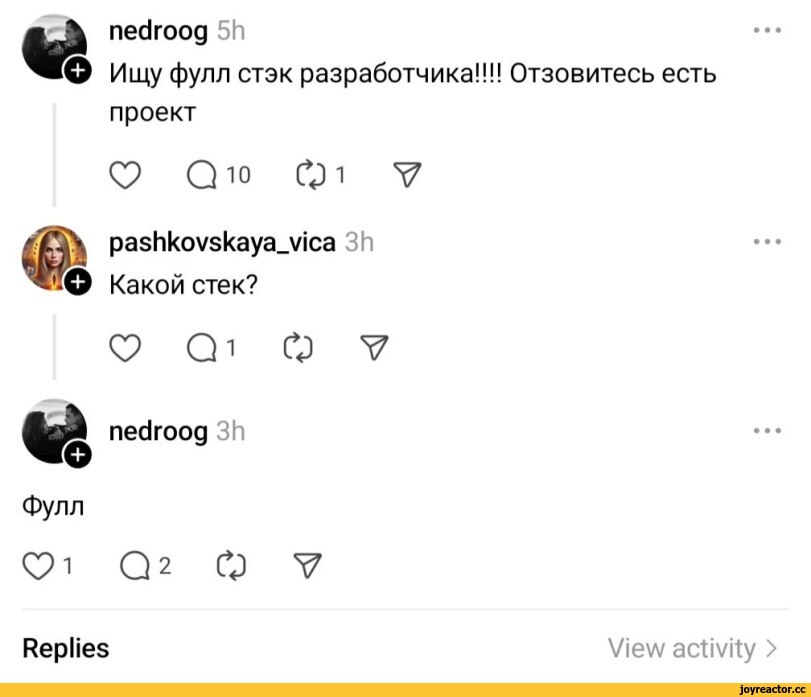 nedroog 5h
Ищу фулл стэк разработчика!!!! Отзовитесь есть
проект
10 1
pashkovskaya_vica 3h
Какой стек?
1
nedroog 3h
Фулл
1 2
Replies View activity >
joyreactor.cc